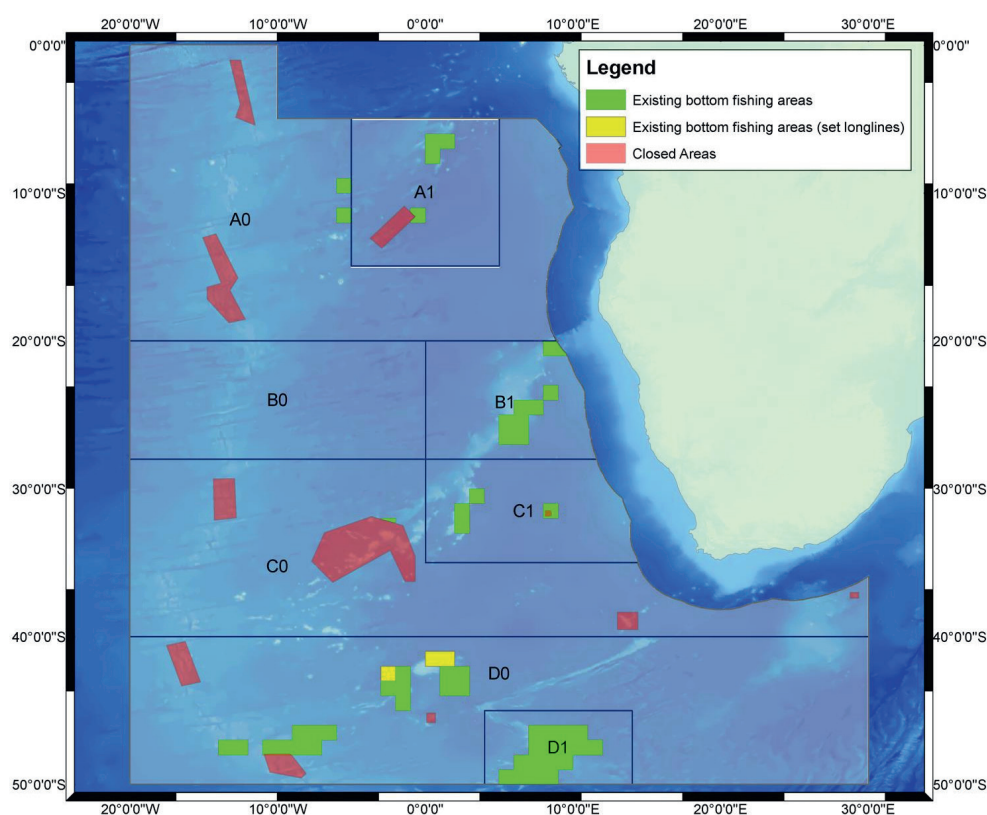 20°0'0"W 10°0'0"W 0°0'0" 10°0'0"E 20°0'0"E 30°0'0"E
0°0'0" 0°0'0"
Legend
Existing bottom fishing areas
Existing bottom fishing areas (set longlines)
Closed Areas
10°0'0"S 10°0'0"S
A1
A0
20°0'0"S 20°0'0"S
B0 B1
30°0'0"S 30°0'0"S
C1
C0
40°0'0"S 40°0'0"S
D0
D1
50°0'0"S 50°0'0"S
20°0'0"W 10°0'0"W 0°0'0" 10°0'0"E 20°0'0"E 30°0'0"E